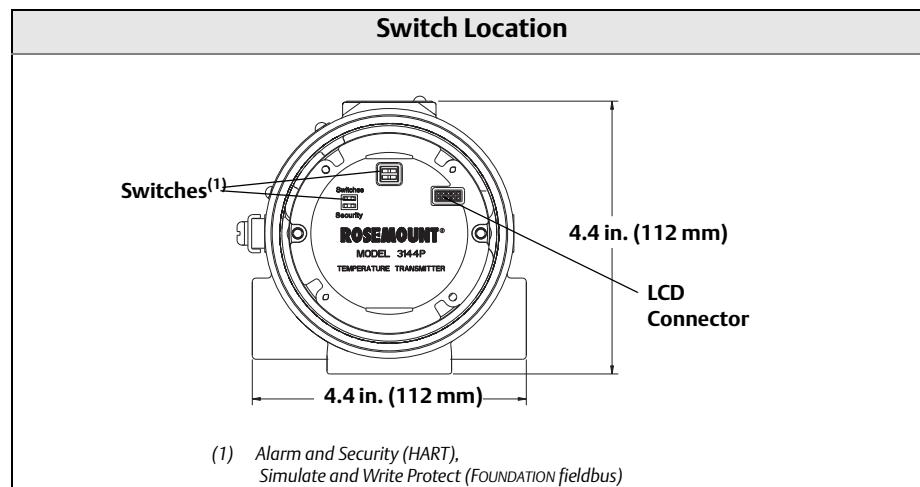 Switch Location
Switches(1)
Switches
Security
ROSEMOUNT®
MODEL 3144P
TEMPERATURE TRANSMITTER
4.4 in. (112 mm)
LCD
Connector
4.4 in. (112 mm)
(1) Alarm and Security (HART),
Simulate and Write Protect (FOUNDATION fieldbus)